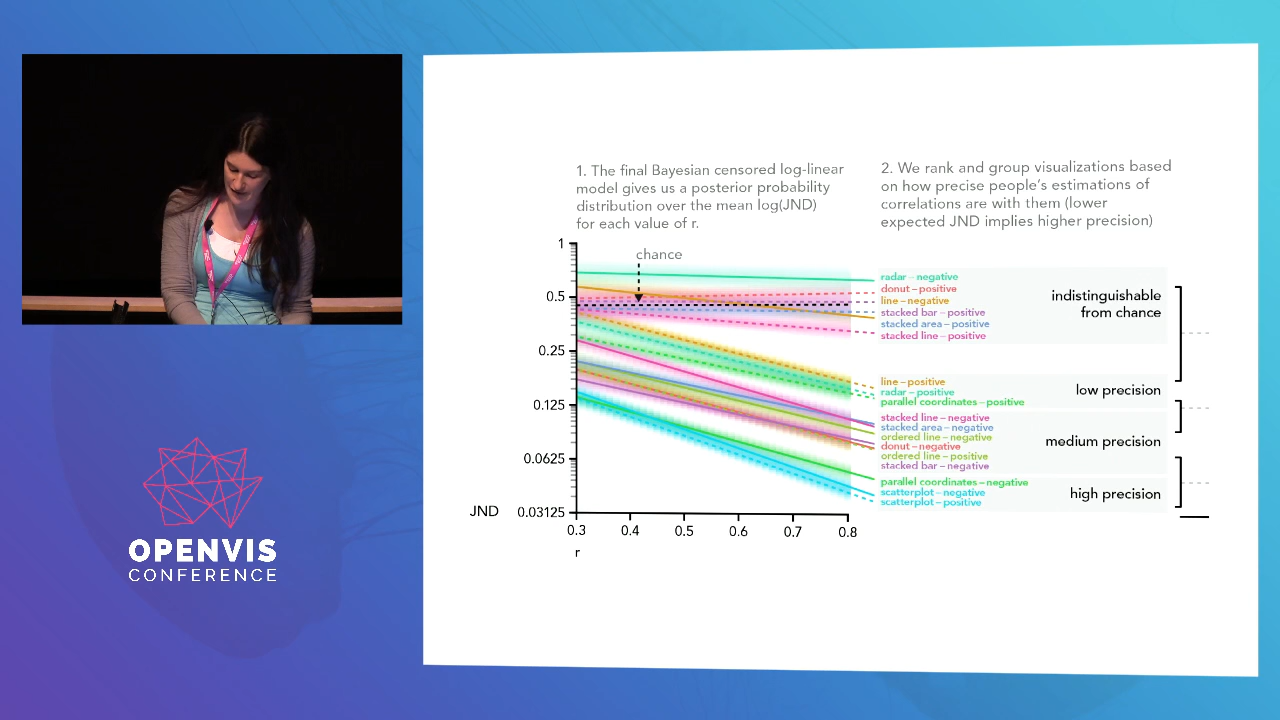 1. The final Bayesian censored log-linear
model gives us a posterior probability
distribution over the mean log(JND)
for each value of r.
2. We rank and group visualizations based
on how precise people's estimations of
correlations are with them (lower
expected JND implies higher precision)
1
chance
0.5
0.25
0.125
0.0625
JND 0.03125
0.3 0.4 0.5 0.6 0.7 0.8
r
radar – negative
donut – positive
line – negative
stacked bar – positive
stacked area – positive
stacked line – positive
indistinguishable
from chance
line – positive
radar – positive
parallel coordinates – positive
low precision
stacked line – negative
stacked area – negative
ordered line – negative
donut – negative
ordered line – positive
stacked bar – negative
medium precision
parallel coordinates – negative
scatterplot – negative
scatterplot – positive
high precision
OPENVIS
CONFERENCE